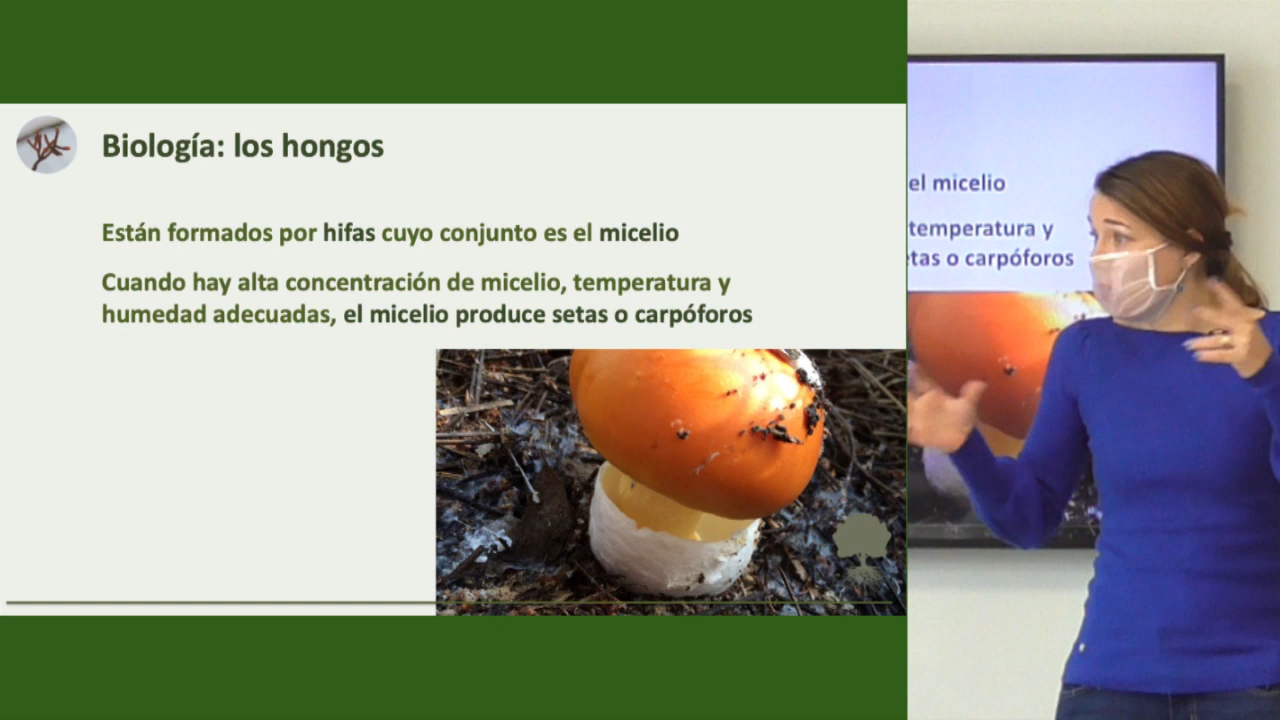 Biología: los hongos
Están formados por hifas cuyo conjunto es el micelio
Cuando hay alta concentración de micelio, temperatura y
humedad adecuadas, el micelio produce setas o carpóforos
el micelio
temperatura y
etas o carpóforos